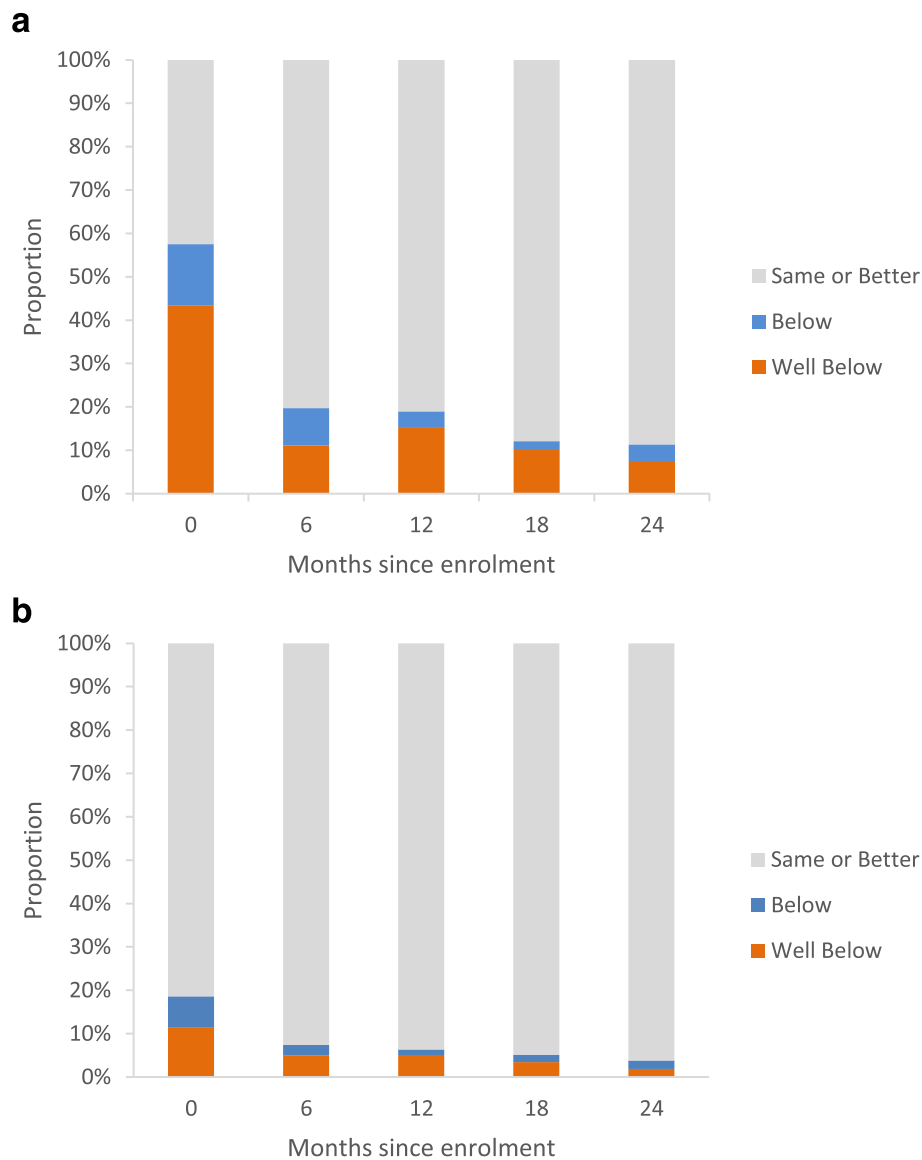 a
100%
90%
80%
70%
60%
50%
40%
30%
20%
10%
0%
Proportion
0 6 12 18 24
Months since enrolment
Same or Better
Below
Well Below
b
100%
90%
80%
70%
60%
50%
40%
30%
20%
10%
0%
Proportion
0 6 12 18 24
Months since enrolment
Same or Better
Below
Well Below